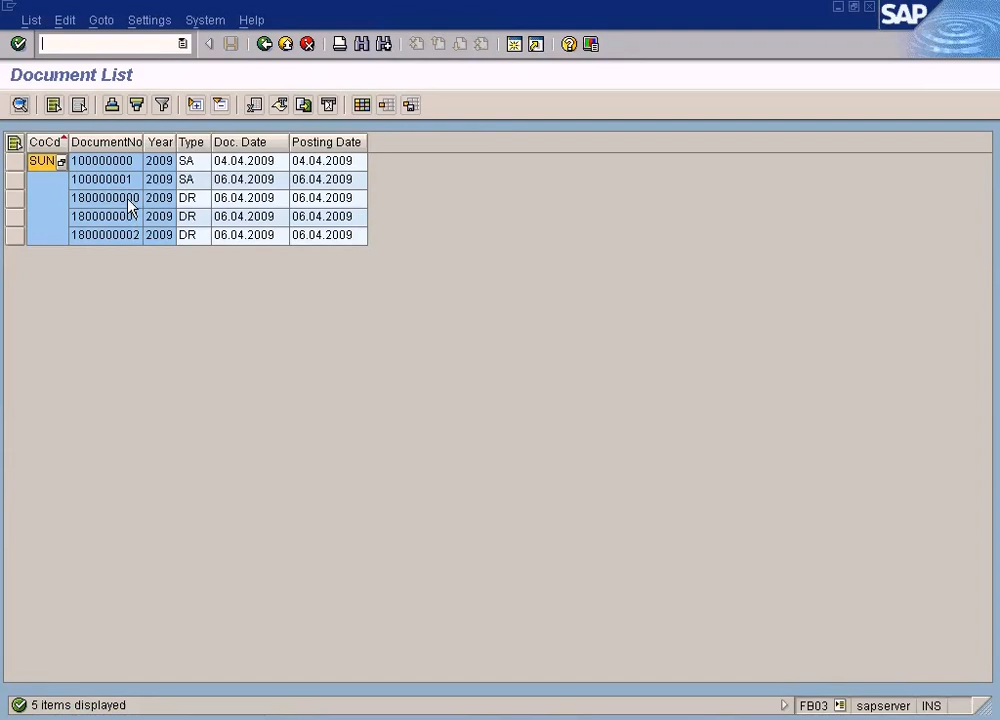 List Edit Goto Settings System Help
SAP
Document List
CoCd DocumentNo Year Type Doc. Date Posting Date
SUN 100000000 2009 SA 04.04.2009 04.04.2009
100000001 2009 SA 06.04.2009 06.04.2009
1800000000 2009 DR 06.04.2009 06.04.2009
2009 DR 06.04.2009 06.04.2009
1800000002 2009 DR 06.04.2009 06.04.2009
5 items displayed
FB03 sapserver INS